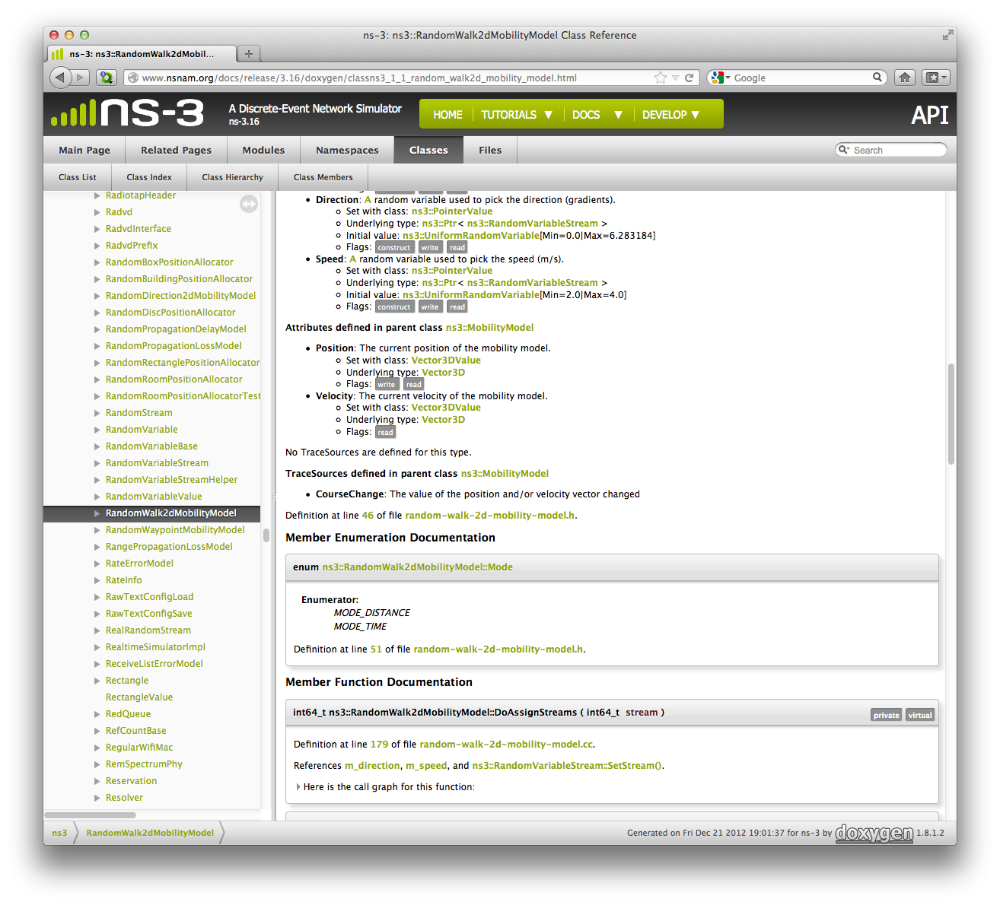 ns-3: ns3::RandomWalk2dMobilityModel Class Reference
ns-3: ns3::RandomWalk2dMobil...
www.nsnam.org/docs/release/3.16/doxygen/classns3_1_1_random_walk2d_mobility_model.html
Google
ns-3
A Discrete-Event Network Simulator
ns-3.16
HOME
TUTORIALS ▼
DOCS ▼
DEVELOP ▼
API
Main Page
Related Pages
Modules
Namespaces
Classes
Files
Search
Class List
Class Index
Class Hierarchy
Class Members
RadiotapHeader
Radvd
RadvdInterface
RadvdPrefix
RandomBoxPositionAllocator
RandomBuildingPositionAllocator
RandomDirection2dMobilityModel
RandomDiscPositionAllocator
RandomPropagationDelayModel
RandomPropagationLossModel
RandomRectanglePositionAllocator
RandomRoomPositionAllocator
RandomRoomPositionAllocatorTest
RandomStream
RandomVariable
RandomVariableBase
RandomVariableStream
RandomVariableStreamHelper
RandomVariableValue
RandomWalk2dMobilityModel
RandomWaypointMobilityModel
RangePropagationLossModel
RateErrorModel
RateInfo
RawTextConfigLoad
RawTextConfigSave
RealRandomStream
RealtimeSimulatorImpl
ReceiveListErrorModel
Rectangle
RectangleValue
RedQueue
RefCountBase
RegularWifiMac
RemSpectrumPhy
Reservation
Resolver
• Direction: A random variable used to pick the direction (gradients).
Set with class: ns3::PointerValue
Underlying type: ns3::Ptr< ns3::RandomVariableStream >
Initial value: ns3::UniformRandomVariable[Min=0.0|Max=6.283184]
Flags: construct write read
• Speed: A random variable used to pick the speed (m/s).
Set with class: ns3::PointerValue
Underlying type: ns3::Ptr< ns3::RandomVariableStream >
Initial value: ns3::UniformRandomVariable[Min=2.0|Max=4.0]
Flags: construct write read
Attributes defined in parent class ns3::MobilityModel
• Position: The current position of the mobility model.
Set with class: Vector3DValue
Underlying type: Vector3D
Flags: write read
• Velocity: The current velocity of the mobility model.
Set with class: Vector3DValue
Underlying type: Vector3D
Flags: read
No TraceSources are defined for this type.
TraceSources defined in parent class ns3::MobilityModel
• CourseChange: The value of the position and/or velocity vector changed
Definition at line 46 of file random-walk-2d-mobility-model.h.
Member Enumeration Documentation
enum ns3::RandomWalk2dMobilityModel::Mode
Enumerator:
MODE_DISTANCE
MODE_TIME
Definition at line 51 of file random-walk-2d-mobility-model.h.
Member Function Documentation
int64_t ns3::RandomWalk2dMobilityModel::DoAssignStreams ( int64_t stream )
private virtual
Definition at line 179 of file random-walk-2d-mobility-model.cc.
References m_direction, m_speed, and ns3::RandomVariableStream::SetStream().
Here is the call graph for this function:
ns3
RandomWalk2dMobilityModel
Generated on Fri Dec 21 2012 19:01:37 for ns-3 by doxygen 1.8.1.2